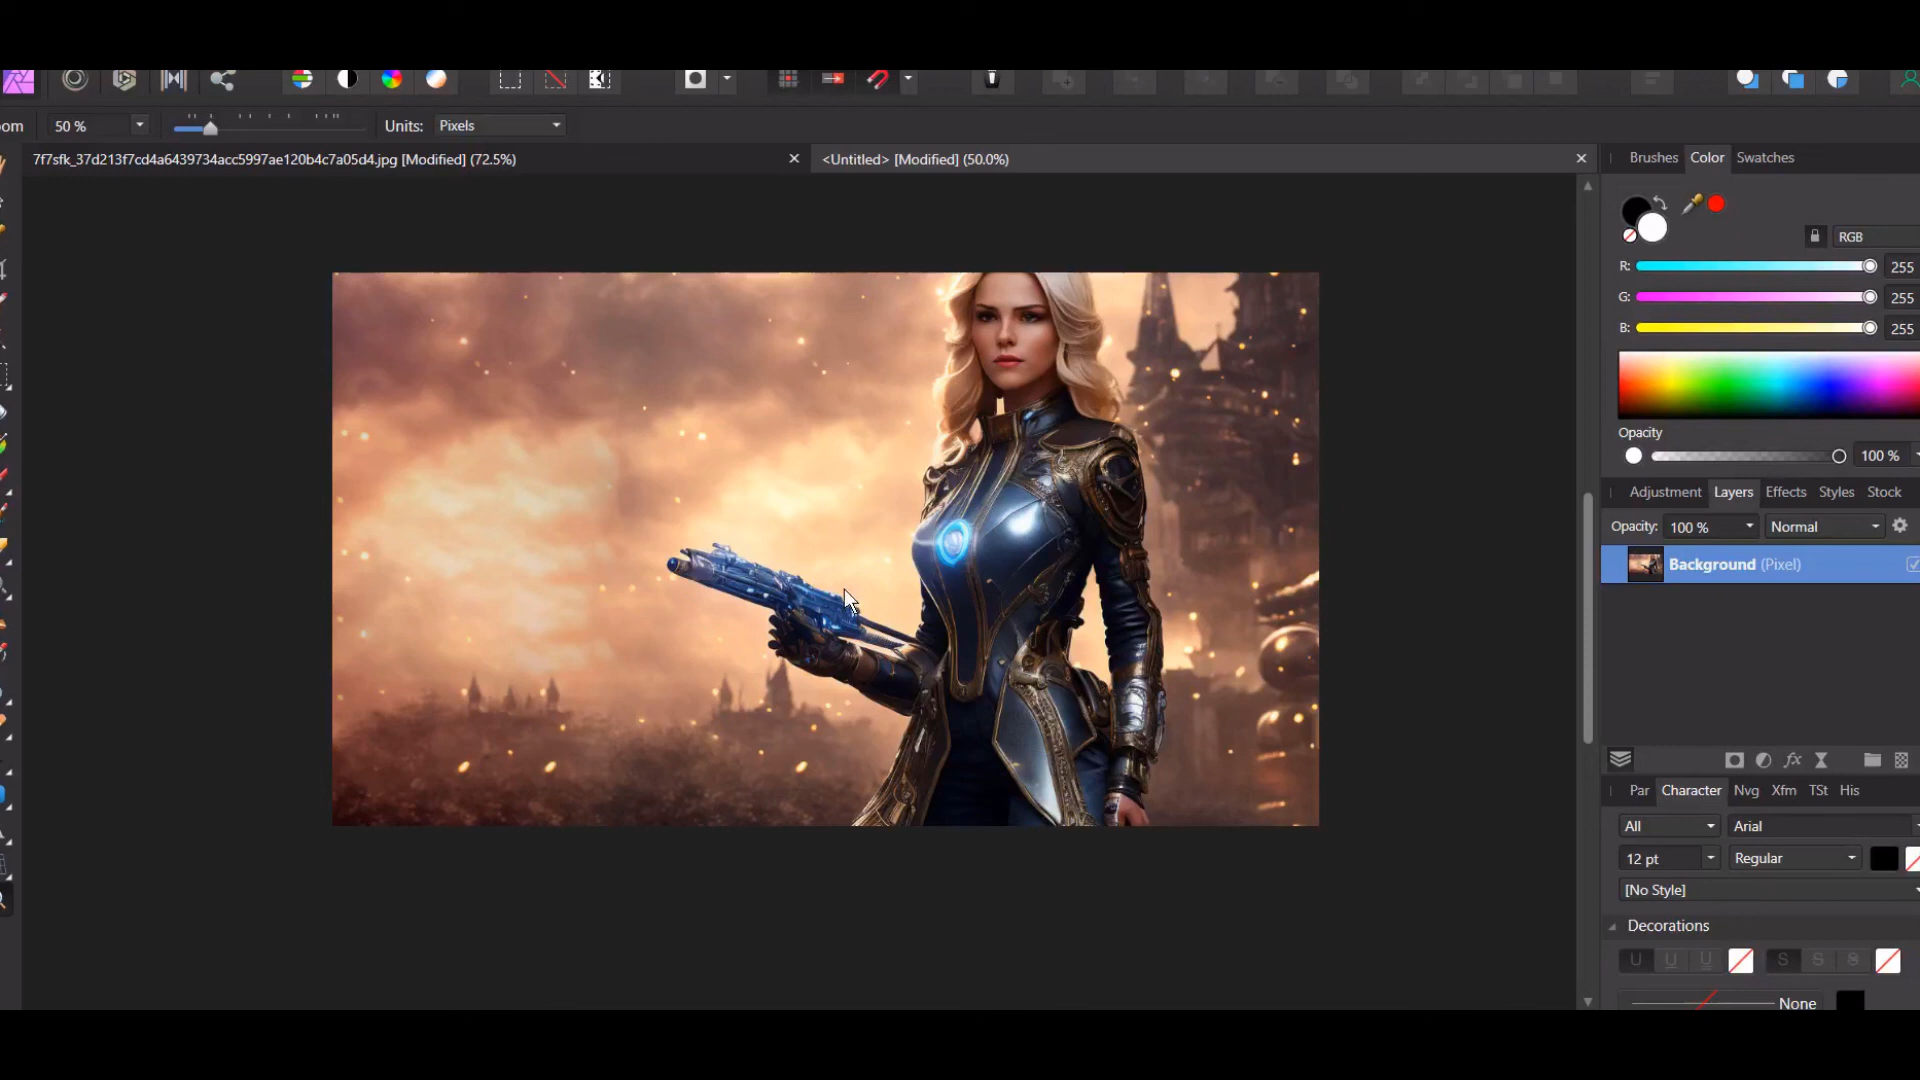 oom 50 % Units: Pixels
7f7sfk_37d213f7cd4a6439734acc5997ae120b4c7a05d4.jpg [Modified] (72.5%)
<Untitled> [Modified] (50.0%)
Brushes Color Swatches
RGB
R: 255
G: 255
B: 255
Opacity
100 %
Adjustment Layers Effects Styles Stock
Opacity: 100 % Normal
Background (Pixel)
fx
Par Character Nvg Xfm TSt His
All Arial
12 pt Regular
[No Style]
Decorations
U U U S S S
None